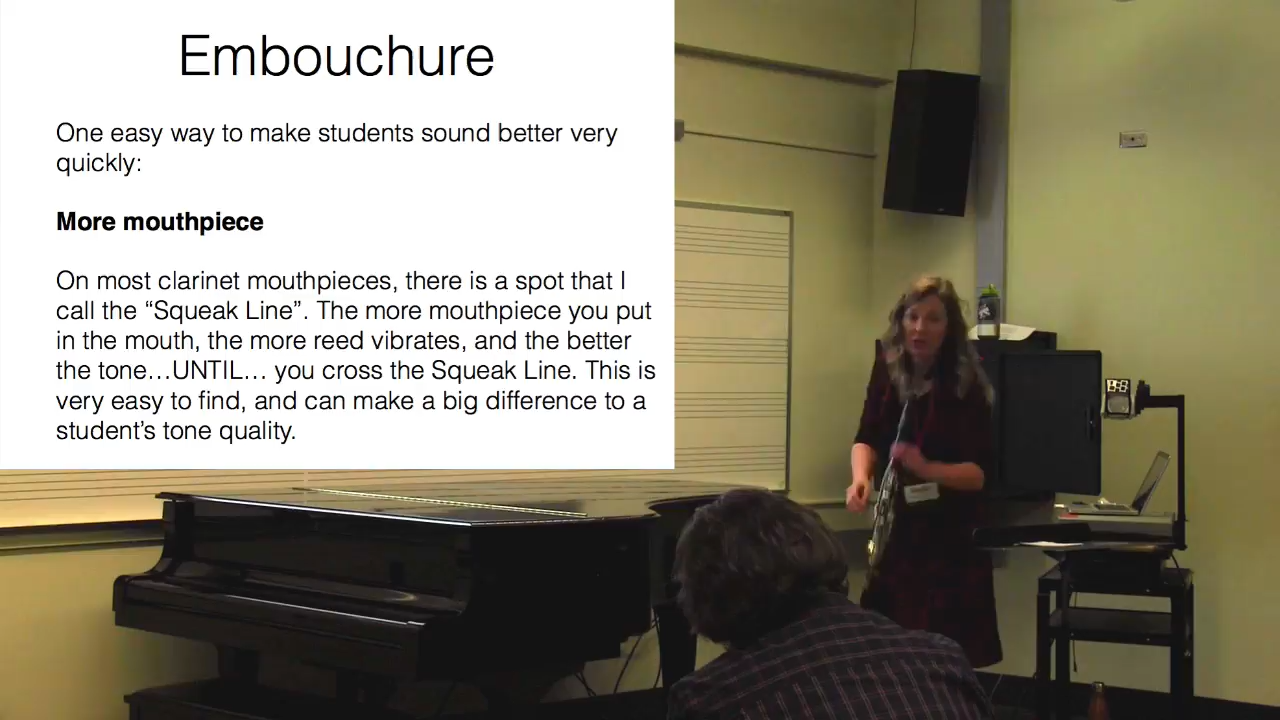 Embouchure
One easy way to make students sound better very
quickly:
More mouthpiece
On most clarinet mouthpieces, there is a spot that I
call the “Squeak Line”. The more mouthpiece you put
in the mouth, the more reed vibrates, and the better
the tone…UNTIL… you cross the Squeak Line. This is
very easy to find, and can make a big difference to a
student’s tone quality.